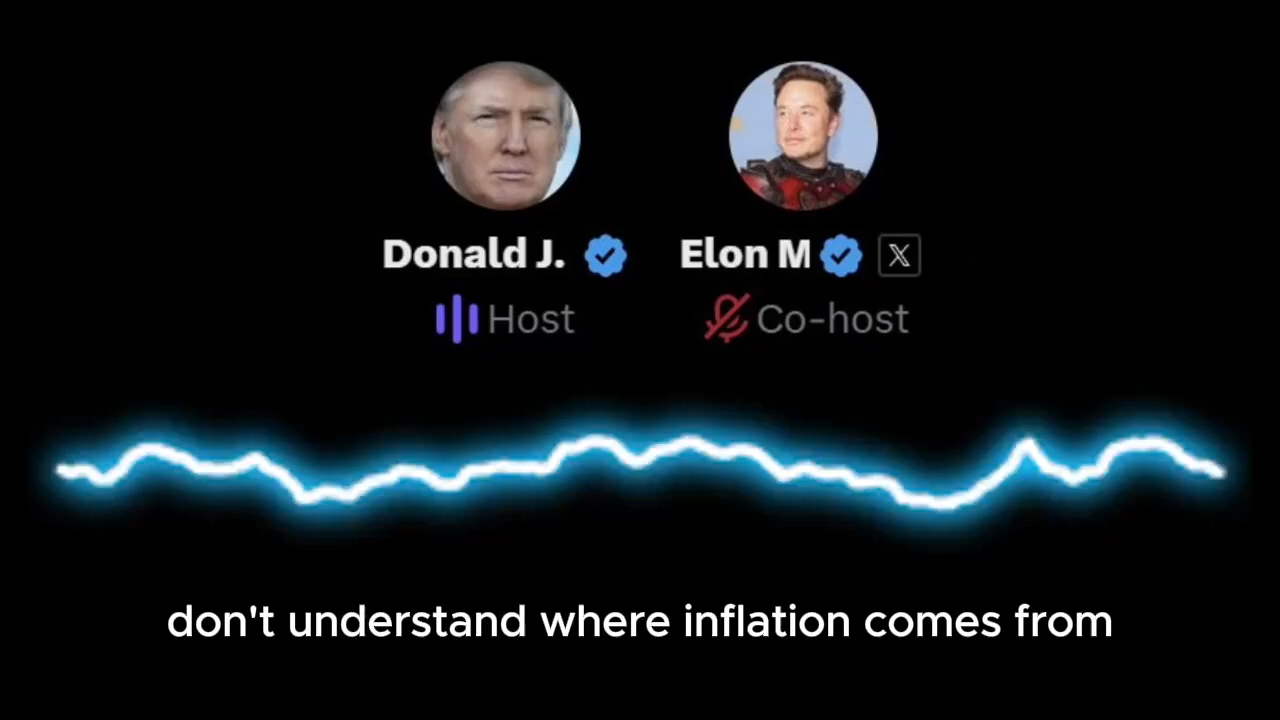 Donald J. Elon M X
Host Co-host
don't understand where inflation comes from